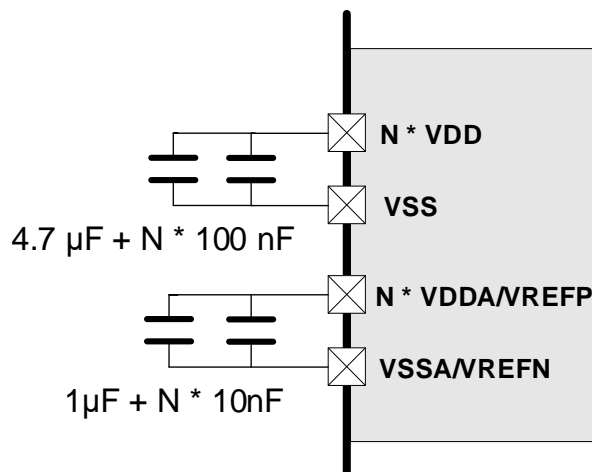 N * VDD
VSS
4.7 µF + N * 100 nF
N * VDDA/VREFP
VSSA/VREFN
1µF + N * 10nF